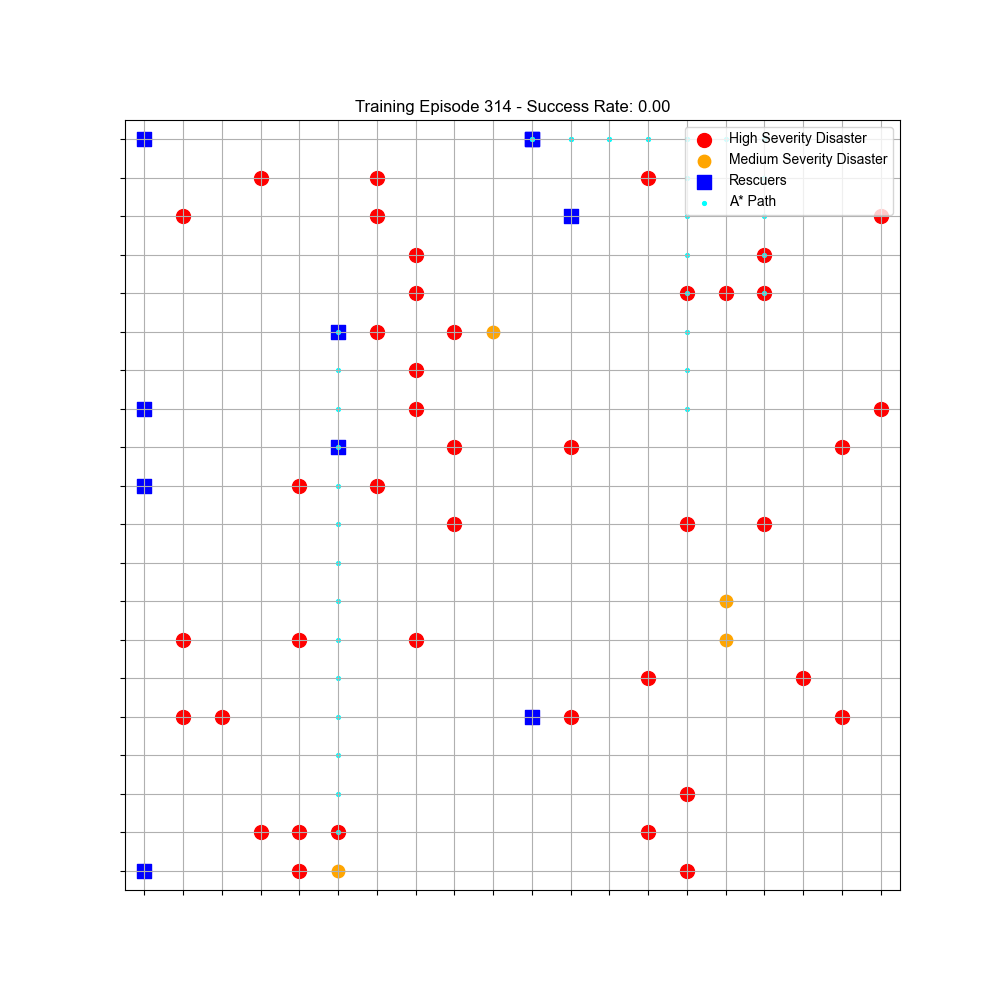 Training Episode 314 - Success Rate: 0.00
High Severity Disaster
Medium Severity Disaster
Rescuers
A* Path